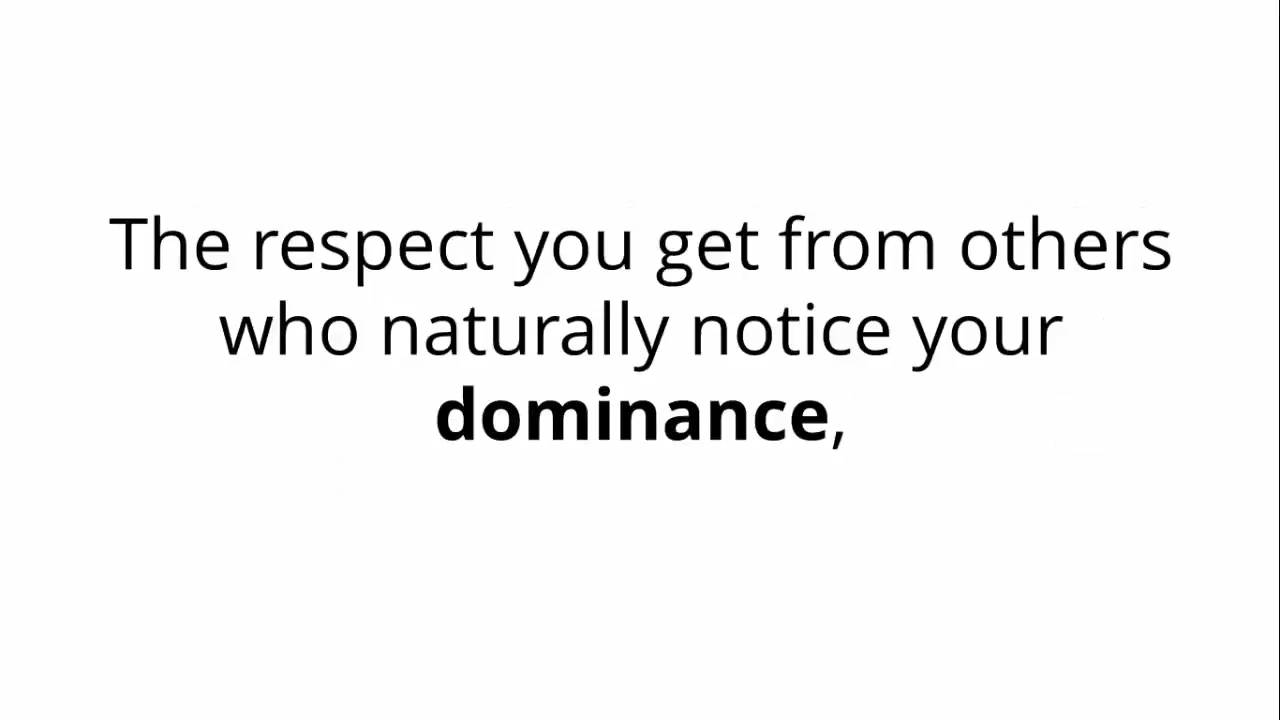 The respect you get from others
who naturally notice your
dominance,